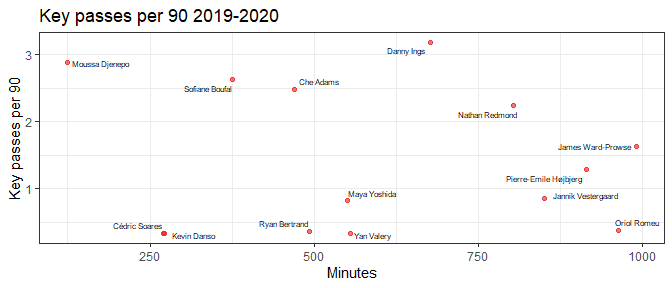 Key passes per 90 2019-2020
Key passes per 90
3
2
1
Danny Ings
Moussa Djenepo
Sofiane Boufal
Che Adams
Nathan Redmond
James Ward-Prowse
Pierre-Emile Højbjerg
Maya Yoshida
Jannik Vestergaard
Cédric Soares
Kevin Danso
Ryan Bertrand
Yan Valery
Oriol Romeu
250
500
750
1000
Minutes